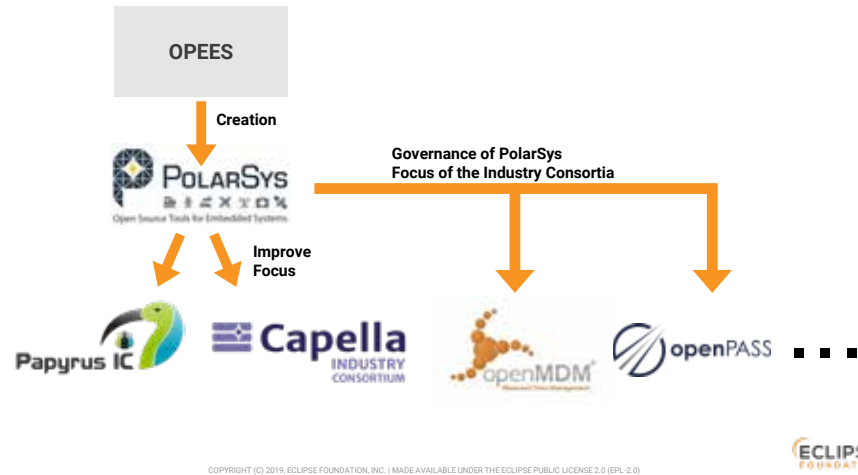 OPEES
Creation
POLARSYS
Open Source Tools for Embedded Systems
Governance of PolarSys
Focus of the Industry Consortia
Improve
Focus
Papyrus IC
Capella
INDUSTRY
CONSORTIUM
openMDM
openPASS
ECLIPS
FOUNDAT
COPYRIGHT (C) 2019, ECLIPSE FOUNDATION, INC. | MADE AVAILABLE UNDER THE ECLIPSE PUBLIC LICENSE 2.0 (EPL-2.0)